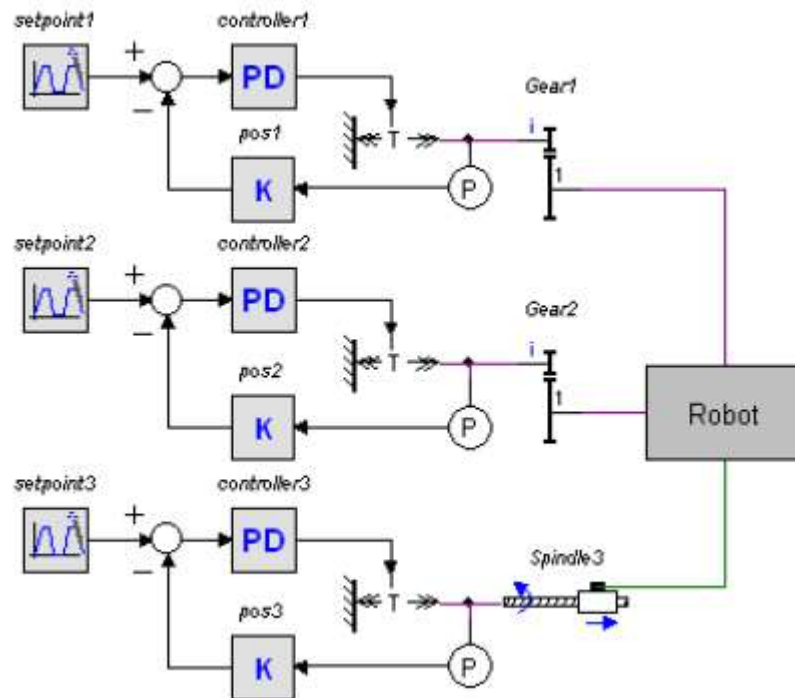 setpoint1
controller1
+
PD
Gear1
−
pos1
T
i
K
P
1
setpoint2
controller2
+
PD
Gear2
−
pos2
T
i
K
P
1
Robot
setpoint3
controller3
+
PD
Spindle3
−
pos3
T
K
P